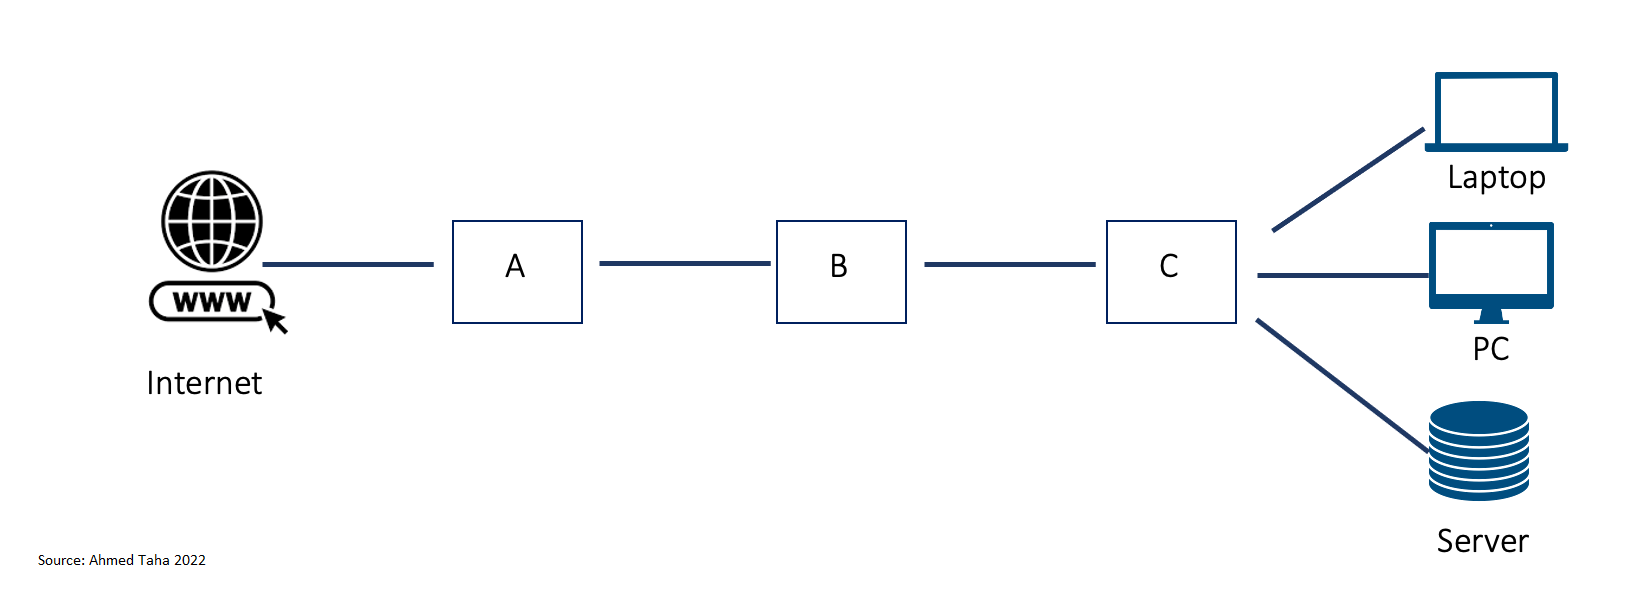 WWW
Internet
A
B
C
Laptop
PC
Server
Source: Ahmed Taha 2022